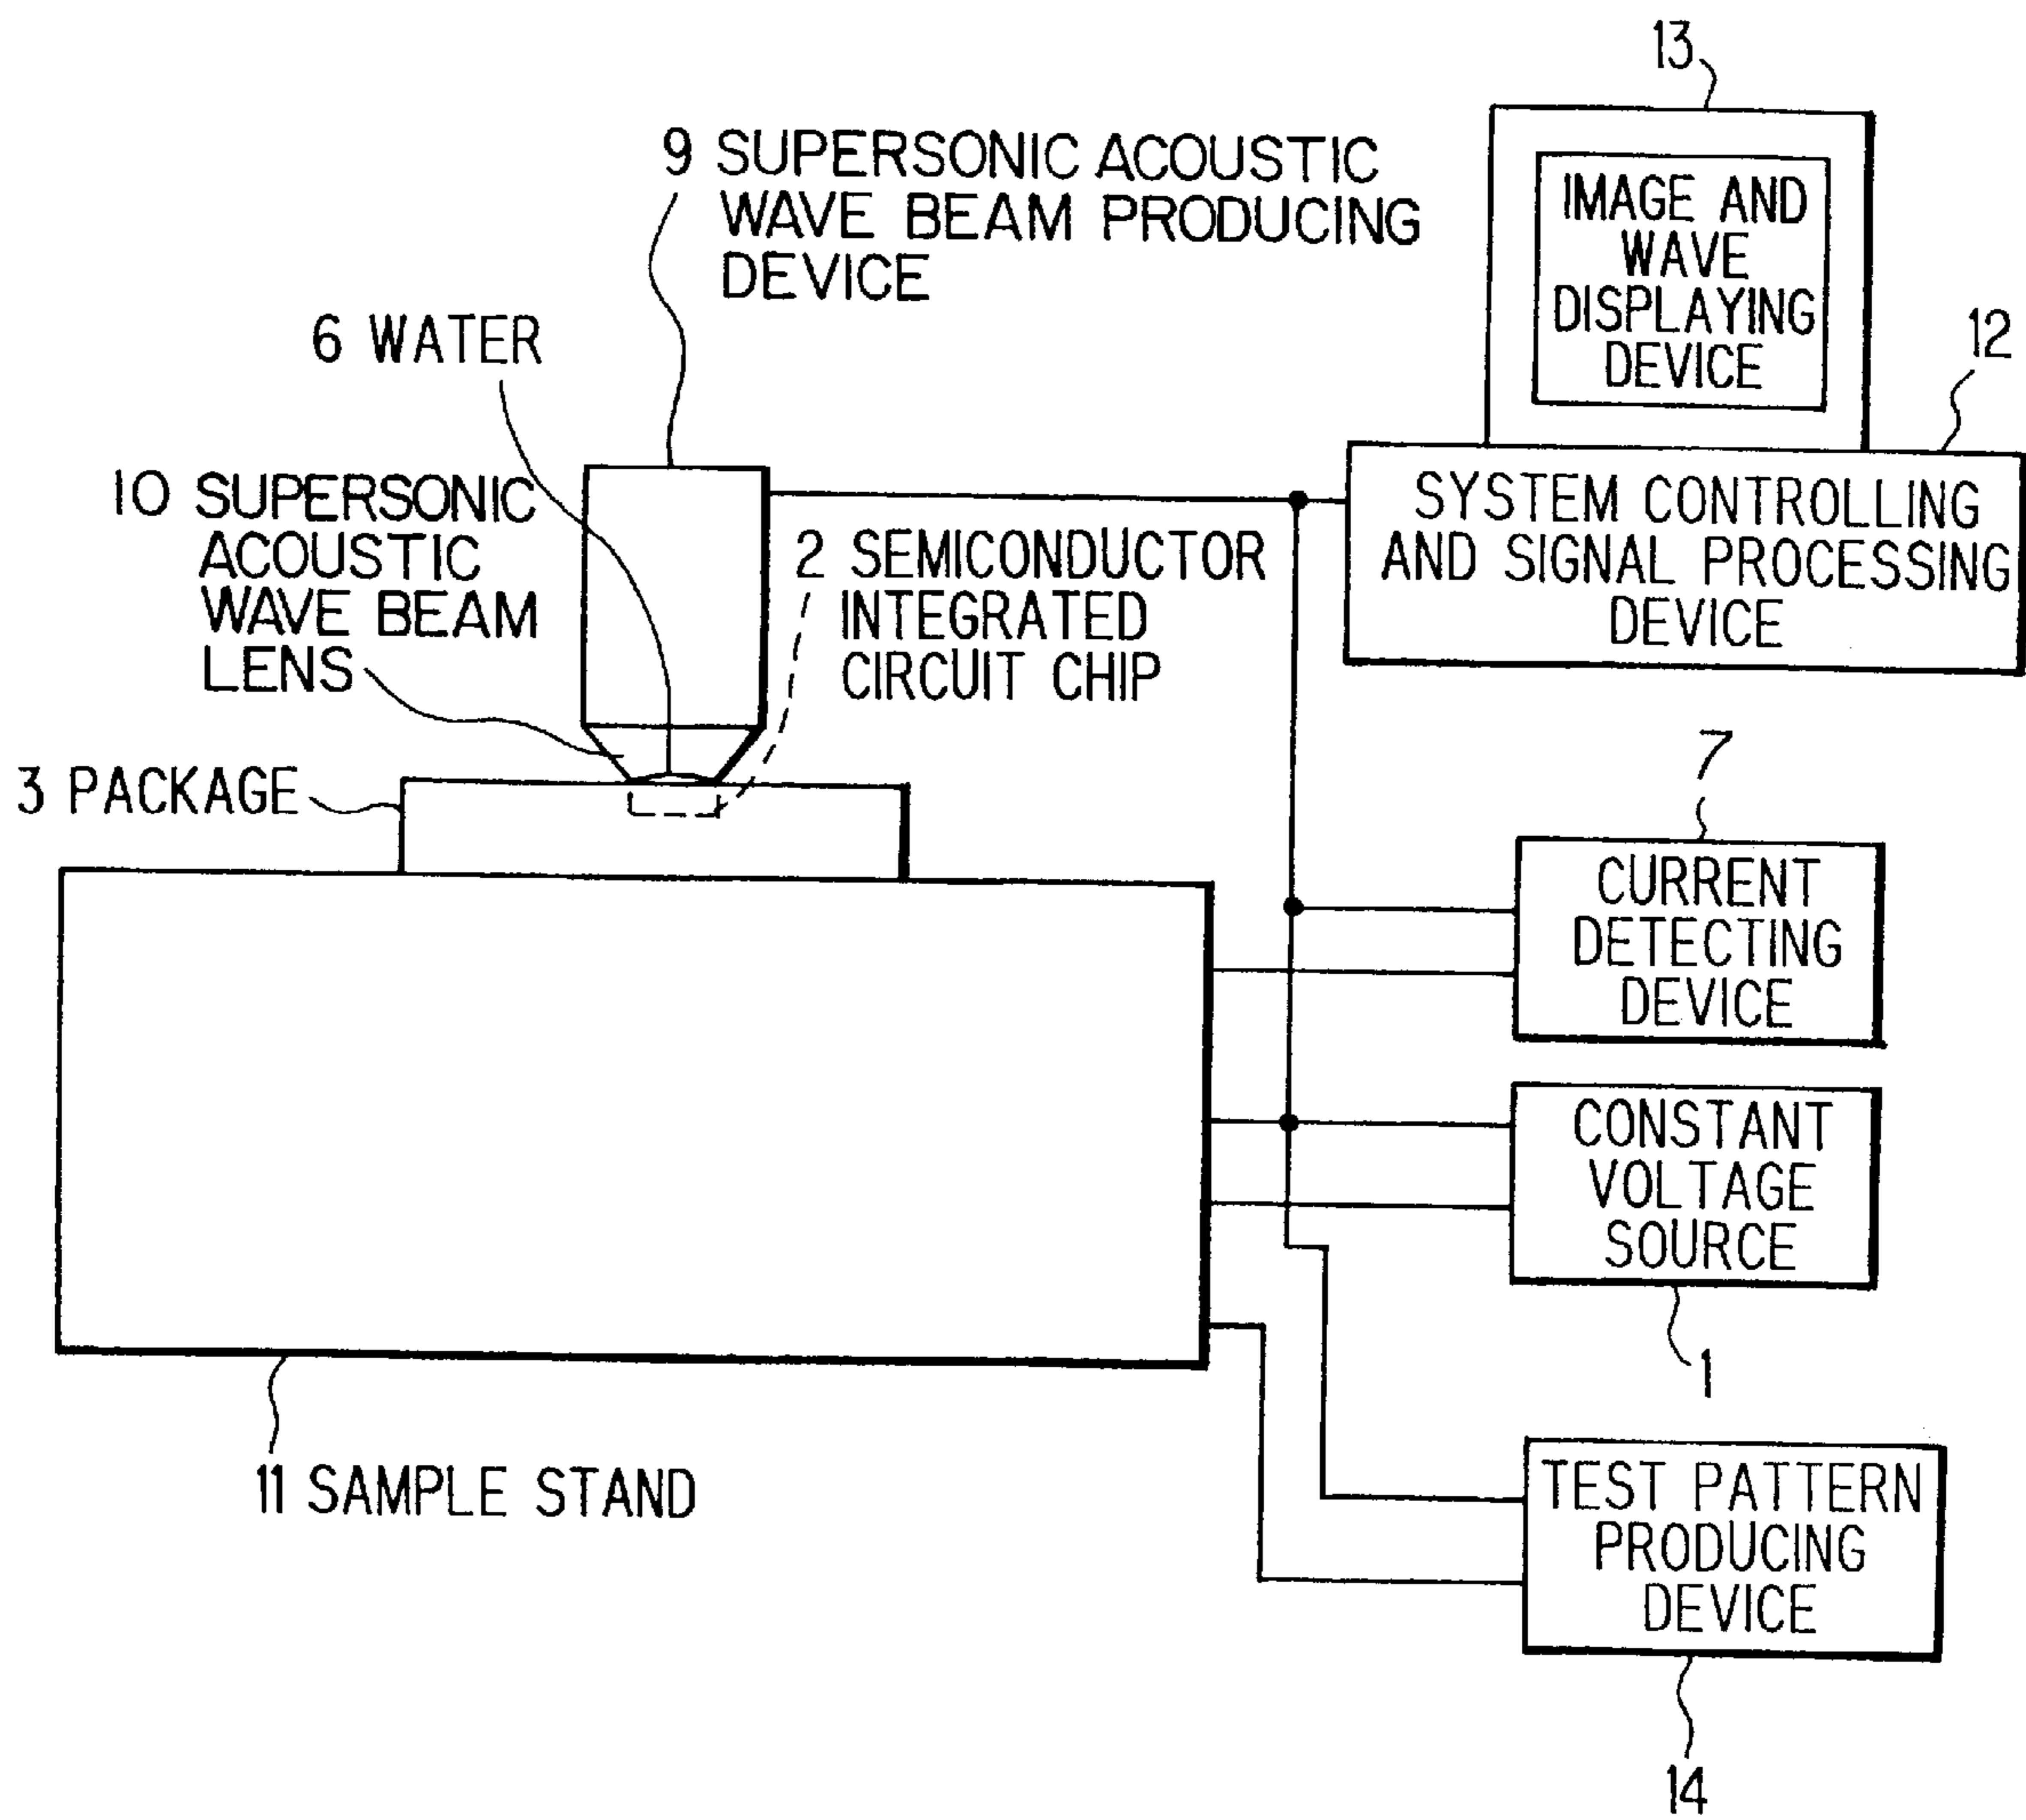 13
9 SUPERSONIC ACOUSTIC
WAVE BEAM PRODUCING
DEVICE
IMAGE AND
WAVE
DISPLAYING
DEVICE
6 WATER
12
10 SUPERSONIC
ACOUSTIC
WAVE BEAM
LENS
2 SEMICONDUCTOR
INTEGRATED
CIRCUIT CHIP
SYSTEM CONTROLLING
AND SIGNAL PROCESSING
DEVICE
3 PACKAGE
7
CURRENT
DETECTING
DEVICE
CONSTANT
VOLTAGE
SOURCE
1
11 SAMPLE STAND
TEST PATTERN
PRODUCING
DEVICE
14